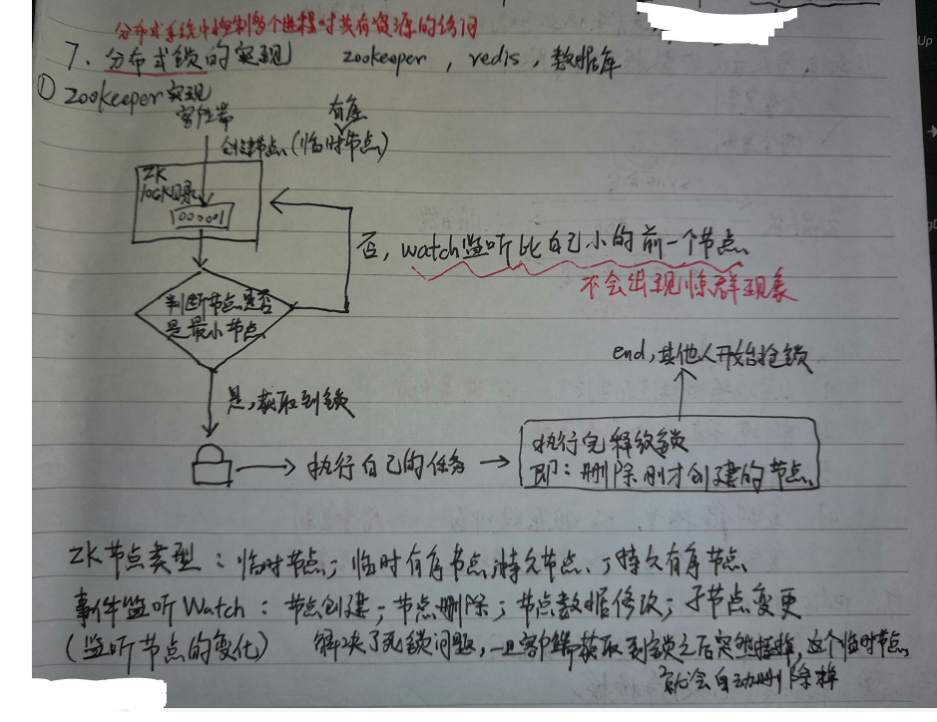 分布式系统中控制多个进程对共有资源的访问
7、分布式锁的实现 zookeeper，redis，数据库
① zookeeper实现
客户端 有序
创建节点（临时节点）
ZK
lock目录
000001
否，watch监听比自己小的前一个节点
不会出现惊群现象
判断节点是否
是最小节点
end，其他人开始抢锁
是，获取到锁
执行完释放锁
执行自己的任务
即：删除刚才创建的节点
ZK节点类型：临时节点；临时有序节点；持久节点、；持久有序节点
事件监听Watch：节点创建；节点删除；节点数据修改；子节点变更
（监听节点的变化） 解决了死锁问题，一旦客户端获取到锁之后突然挂掉，这个临时节点
就会自动删除掉
Up